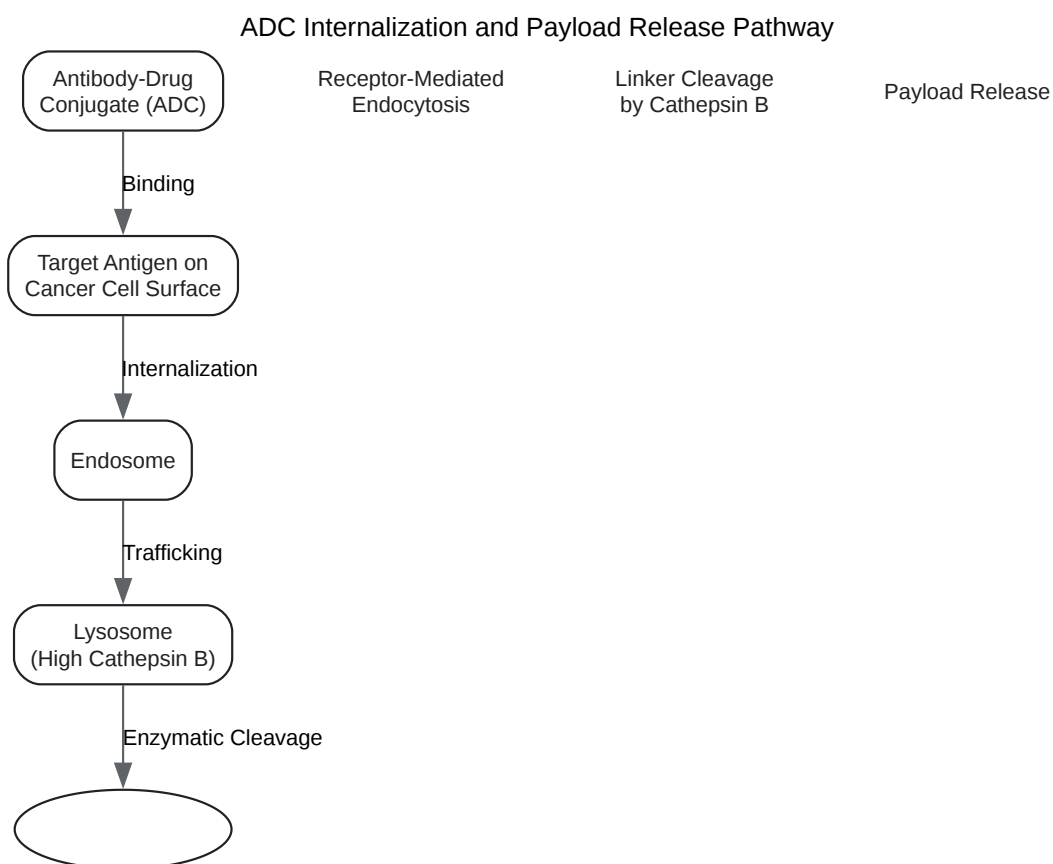 ADC Internalization and Payload Release Pathway
Antibody-Drug
Conjugate (ADC)
Receptor-Mediated
Endocytosis
Linker Cleavage
by Cathepsin B
Payload Release
Binding
Target Antigen on
Cancer Cell Surface
Internalization
Endosome
Trafficking
Lysosome
(High Cathepsin B)
Enzymatic Cleavage